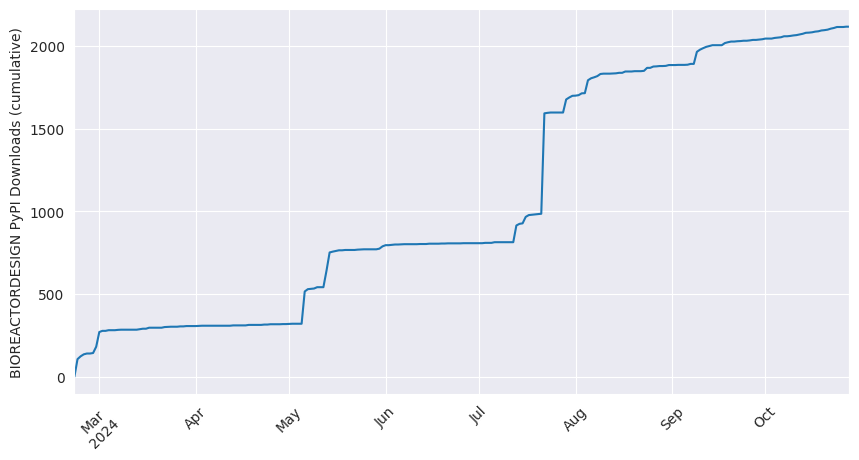 BIOREACTORDESIGN PyPI Downloads (cumulative)
2000
1500
1000
500
0
Mar
2024
Apr
May
Jun
Jul
Aug
Sep
Oct